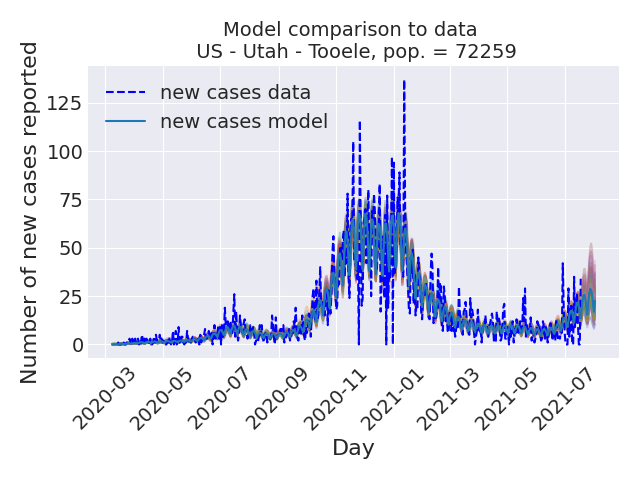 Model comparison to data
US - Utah - Tooele, pop. = 72259
Number of new cases reported
125
100
75
50
25
0
new cases data
new cases model
2020-03
2020-05
2020-07
2020-09
2020-11
2021-01
2021-03
2021-05
2021-07
Day